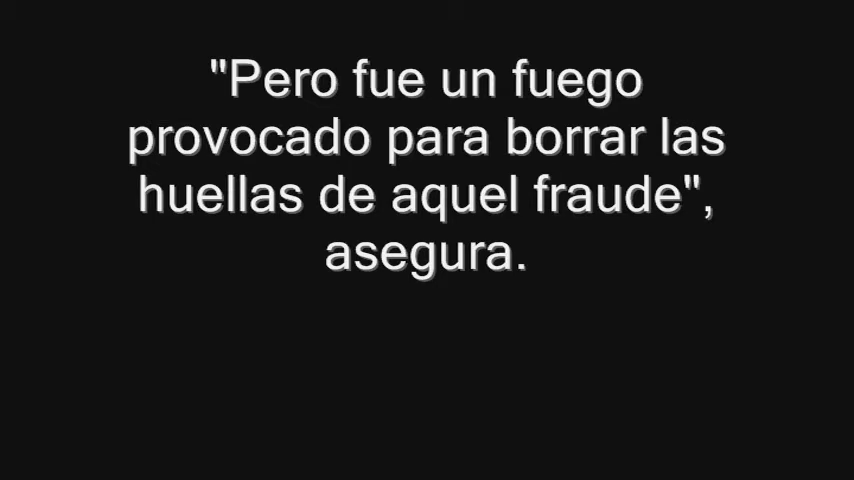 "Pero fue un fuego
provocado para borrar las
huellas de aquel fraude",
asegura.